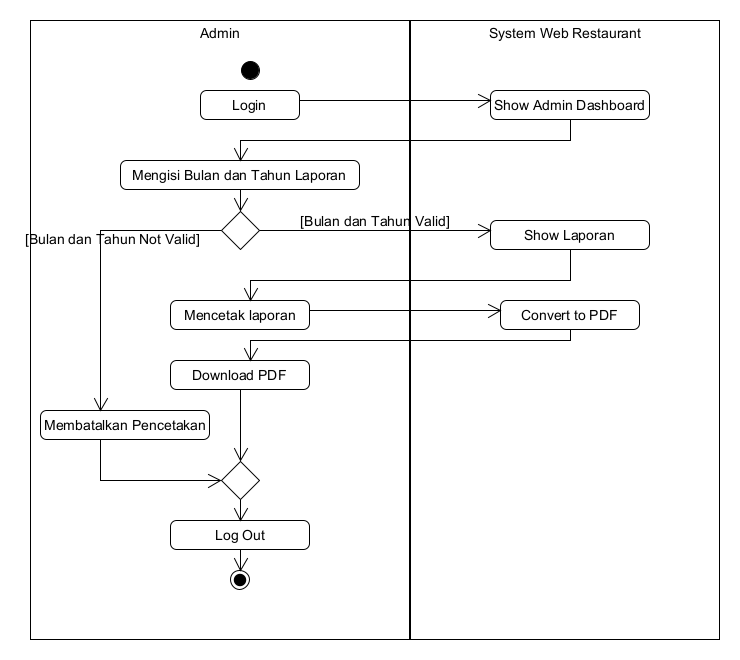 Admin
System Web Restaurant
Login
Show Admin Dashboard
Mengisi Bulan dan Tahun Laporan
[Bulan dan Tahun Valid]
[Bulan dan Tahun Not Valid]
Show Laporan
Mencetak laporan
Convert to PDF
Download PDF
Membatalkan Pencetakan
Log Out